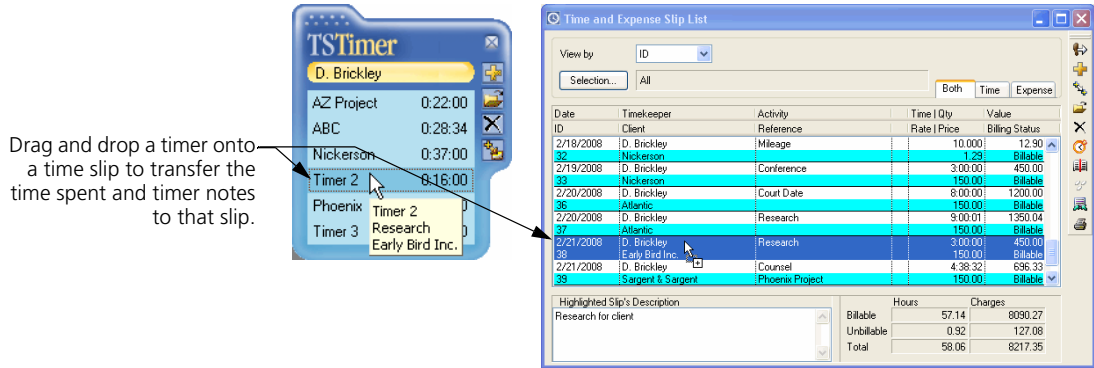 Drag and drop a timer onto
a time slip to transfer the
time spent and timer notes
to that slip.
TSTimer
D. Brickley
AZ Project 0:22:00
ABC 0:28:34
Nickerson 0:37:00
Timer 2 0:16:00
Phoenix
Timer 3
Timer 2
Research
Early Bird Inc.
Time and Expense Slip List
View by ID
Selection... All
Both Time Expense
Date Timekeeper Activity Time | Qty Value
ID Client Reference Rate | Price Billing Status
2/18/2008 D. Brickley Mileage 10.000 12.90
32 Nickerson 1.29 Billable
2/19/2008 D. Brickley Conference 3:00:00 450.00
33 Nickerson 150.00 Billable
2/20/2008 D. Brickley Court Date 8:00:00 1200.00
36 Atlantic 150.00 Billable
2/20/2008 D. Brickley Research 9:00:01 1350.04
37 Atlantic 150.00 Billable
2/21/2008 D. Brickley Research 3:00:00 450.00
38 Early Bird Inc. 150.00 Billable
2/21/2008 D. Brickley Counsel 4:38:32 696.33
39 Sargent & Sargent Phoenix Project 150.00 Billable
Highlighted Slip's Description
Research for client
Hours Charges
Billable 57.14 8090.27
Unbillable 0.92 127.08
Total 58.06 8217.35